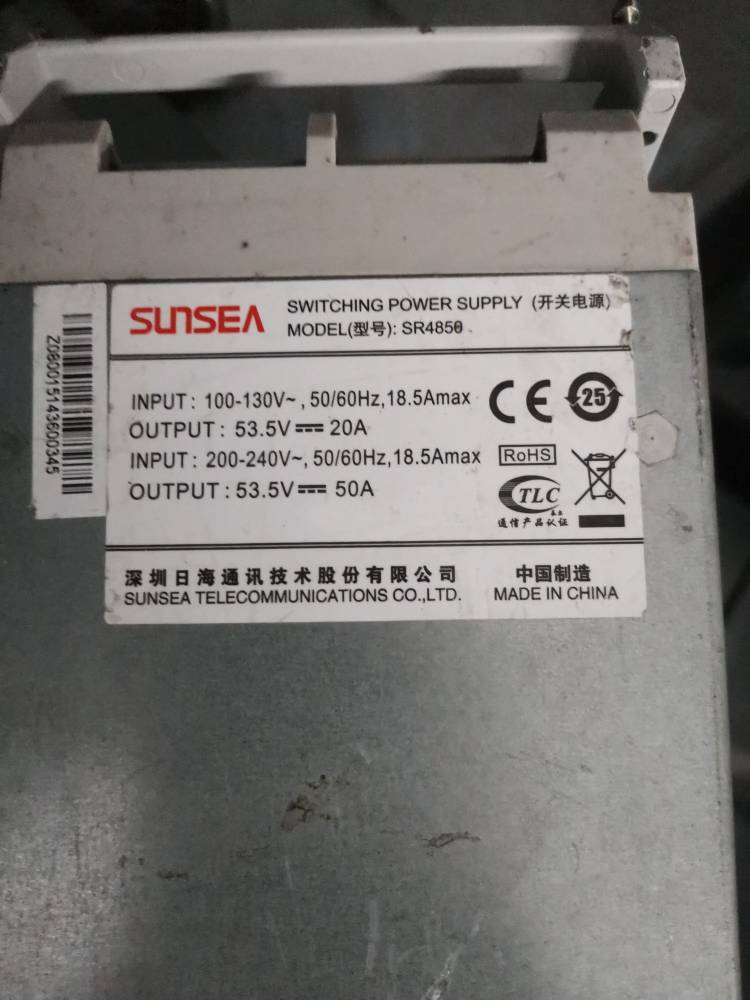 SUNSEA
SWITCHING POWER SUPPLY (开关电源)
MODEL(型号): SR4850
Z080015143600345
INPUT: 100-130V~, 50/60Hz,18.5Amax
OUTPUT: 53.5V⎓ 20A
INPUT: 200-240V~, 50/60Hz,18.5Amax
OUTPUT: 53.5V⎓ 50A
CE
25
RoHS
TLC
通信产品认证
深圳日海通讯技术股份有限公司
SUNSEA TELECOMMUNICATIONS CO.,LTD.
中国制造
MADE IN CHINA